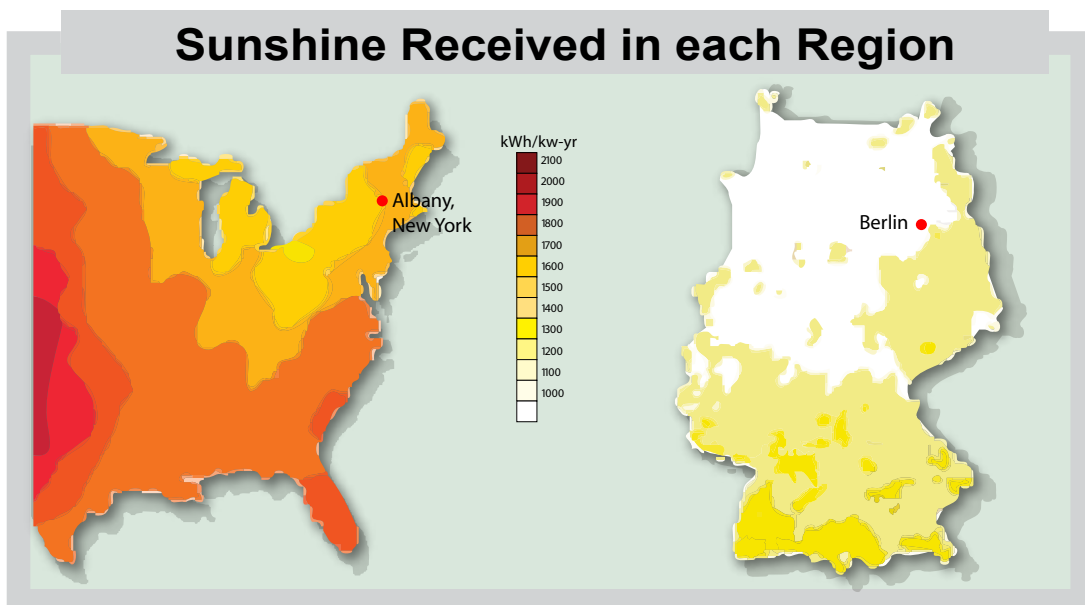 Sunshine Received in each Region
kWh/kw-yr
2100
2000
1900
1800
1700
1600
1500
1400
1300
1200
1100
1000
Albany,
New York
Berlin